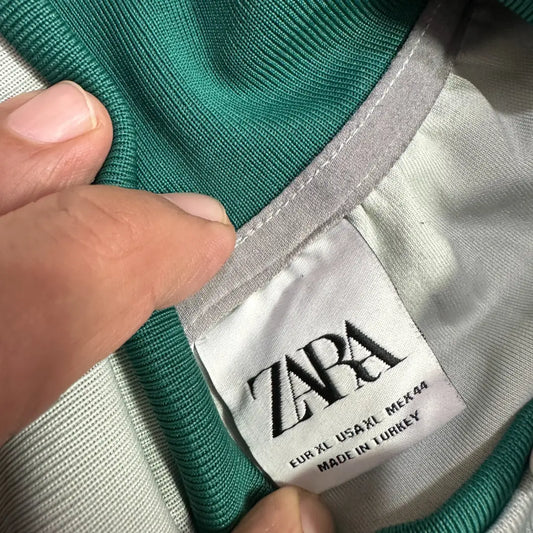 ZARA
EUR XL USA XL MEX 44
MADE IN TURKEY